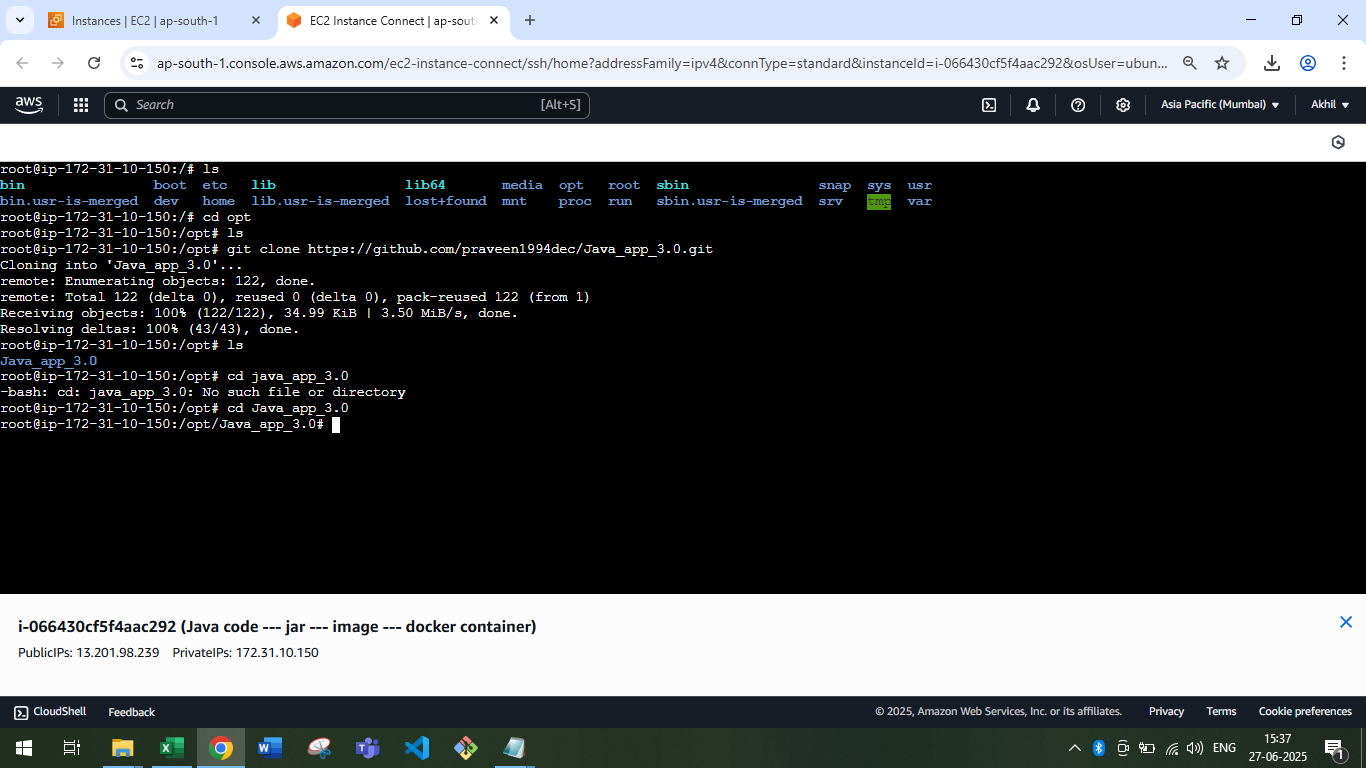 Instances | EC2 | ap-south-1
EC2 Instance Connect | ap-sout
ap-south-1.console.aws.amazon.com/ec2-instance-connect/ssh/home?addressFamily=ipv4&connType=standard&instanceId=i-066430cf5f4aac292&osUser=ubun...
aws
Search [Alt+S]
Asia Pacific (Mumbai)
Akhil
root@ip-172-31-10-150:/# ls
bin boot etc lib lib64 media opt root sbin snap sys usr
bin.usr-is-merged dev home lib.usr-is-merged lost+found mnt proc run sbin.usr-is-merged srv tmp var
root@ip-172-31-10-150:/# cd opt
root@ip-172-31-10-150:/opt# ls
root@ip-172-31-10-150:/opt# git clone https://github.com/praveen1994dec/Java_app_3.0.git
Cloning into 'Java_app_3.0'...
remote: Enumerating objects: 122, done.
remote: Total 122 (delta 0), reused 0 (delta 0), pack-reused 122 (from 1)
Receiving objects: 100% (122/122), 34.99 KiB | 3.50 MiB/s, done.
Resolving deltas: 100% (43/43), done.
root@ip-172-31-10-150:/opt# ls
Java_app_3.0
root@ip-172-31-10-150:/opt# cd java_app_3.0
-bash: cd: java_app_3.0: No such file or directory
root@ip-172-31-10-150:/opt# cd Java_app_3.0
root@ip-172-31-10-150:/opt/Java_app_3.0#
i-066430cf5f4aac292 (Java code --- jar --- image --- docker container)
PublicIPs: 13.201.98.239 PrivateIPs: 172.31.10.150
CloudShell Feedback
© 2025, Amazon Web Services, Inc. or its affiliates. Privacy Terms Cookie preferences
ENG
15:37
27-06-2025
1